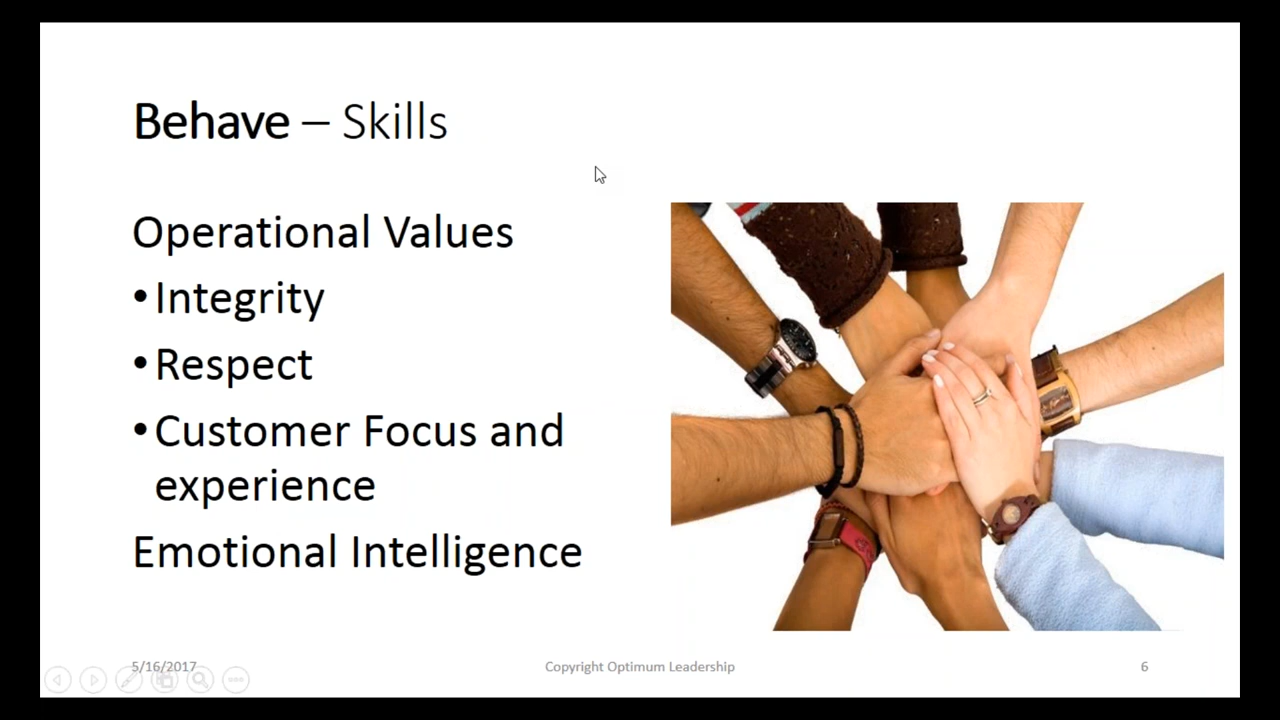 Behave – Skills
Operational Values
•Integrity
•Respect
•Customer Focus and
experience
Emotional Intelligence
5/16/2017
Copyright Optimum Leadership
6